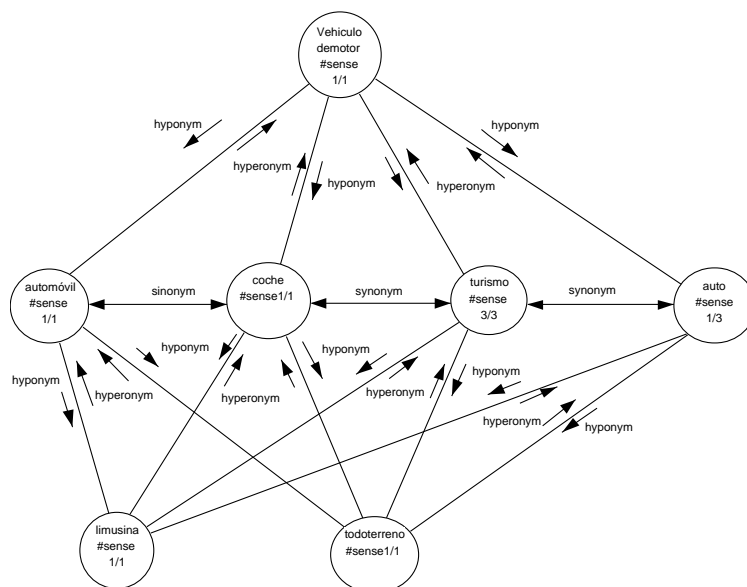 Vehiculo
demotor
#sense
1/1
hyponym
hyponym
hyperonym
hyponym
hyperonym
automóvil
#sense
1/1
sinonym
coche
#sense1/1
synonym
turismo
#sense
3/3
synonym
auto
#sense
1/3
hyponym
hyponym
hyponym
hyponym
hyperonym
hyperonym
hyperonym
hyperonym
hyponym
limusina
#sense
1/1
todoterreno
#sense1/1